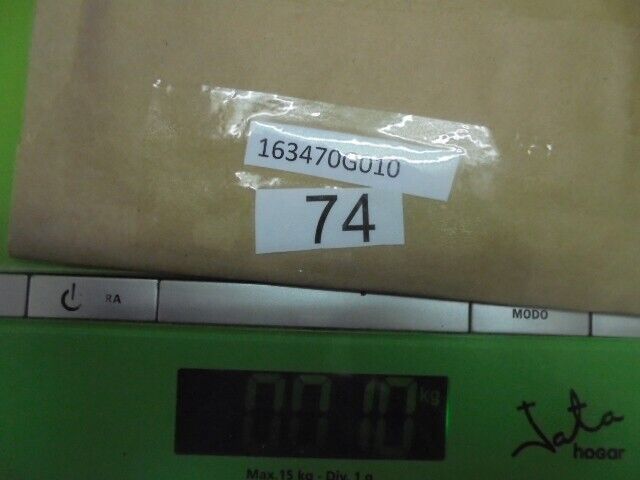 163470G010
74
RA
MODO
kg
Jata
hogar
Max.15 kg - Div. 1 g